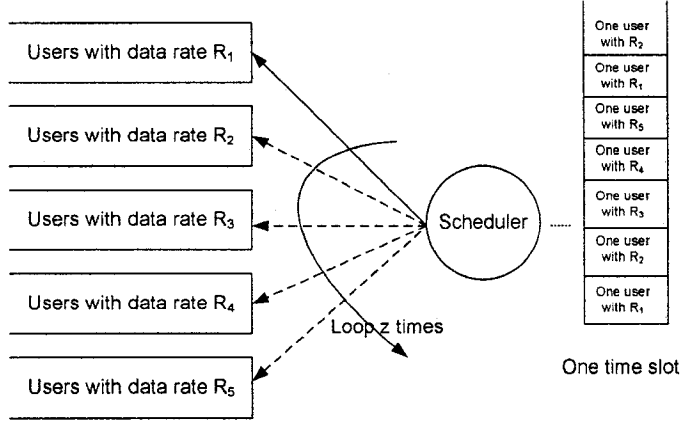 Users with data rate R₁
Users with data rate R₂
Users with data rate R₃
Users with data rate R₄
Users with data rate R₅
Loop z times
Scheduler
One user
with R₂
One user
with R₁
One user
with R₅
One user
with R₄
One user
with R₃
One user
with R₂
One user
with R₁
One time slot